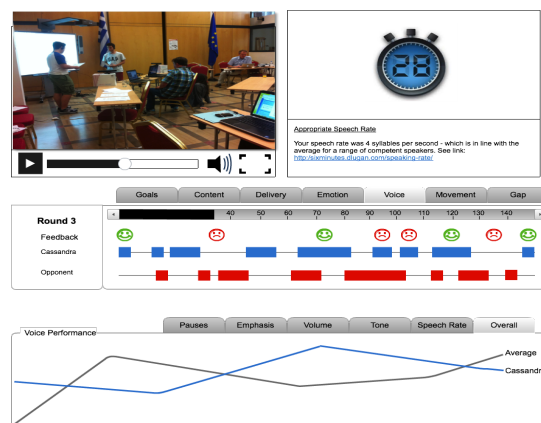 28
Appropriate Speech Rate
Your speech rate was 4 syllables per second - which is in line with the
average for a range of competent speakers. See link:
http://sixminutes.dlugan.com/speaking-rate/
Goals Content Delivery Emotion Voice Movement Gap
Round 3
40 50 60 70 80 90 100 110 120 130 140
Feedback
Cassandra
Opponent
Pauses Emphasis Volume Tone Speech Rate Overall
Voice Performance
Average
Cassandr